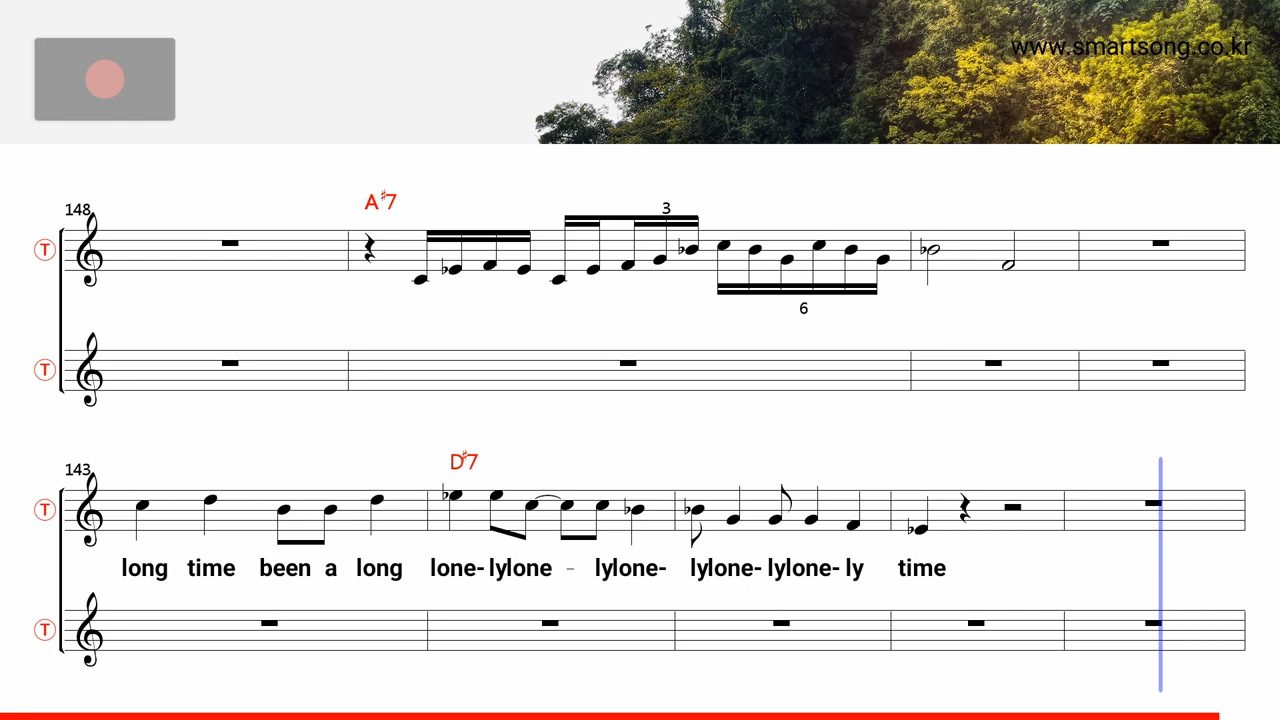 www.smartsong.co.kr
148
A♯7
3
T
6
T
143
D♯7
T
long time been a long lone- lylone - lylone- lylone- lylone- ly time
T